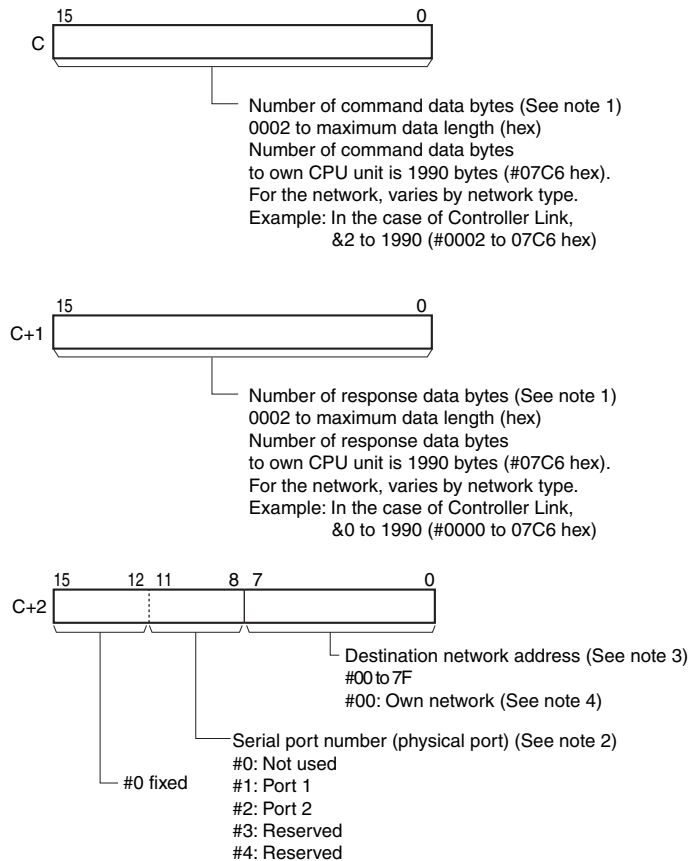 15 0
C
Number of command data bytes (See note 1)
0002 to maximum data length (hex)
Number of command data bytes
to own CPU unit is 1990 bytes (#07C6 hex).
For the network, varies by network type.
Example: In the case of Controller Link,
&2 to 1990 (#0002 to 07C6 hex)
15 0
C+1
Number of response data bytes (See note 1)
0002 to maximum data length (hex)
Number of response data bytes
to own CPU unit is 1990 bytes (#07C6 hex).
For the network, varies by network type.
Example: In the case of Controller Link,
&0 to 1990 (#0000 to 07C6 hex)
15 12 11 8 7 0
C+2
Destination network address (See note 3)
#00 to 7F
#00: Own network (See note 4)
Serial port number (physical port) (See note 2)
#0: Not used
#1: Port 1
#2: Port 2
#3: Reserved
#4: Reserved
#0 fixed